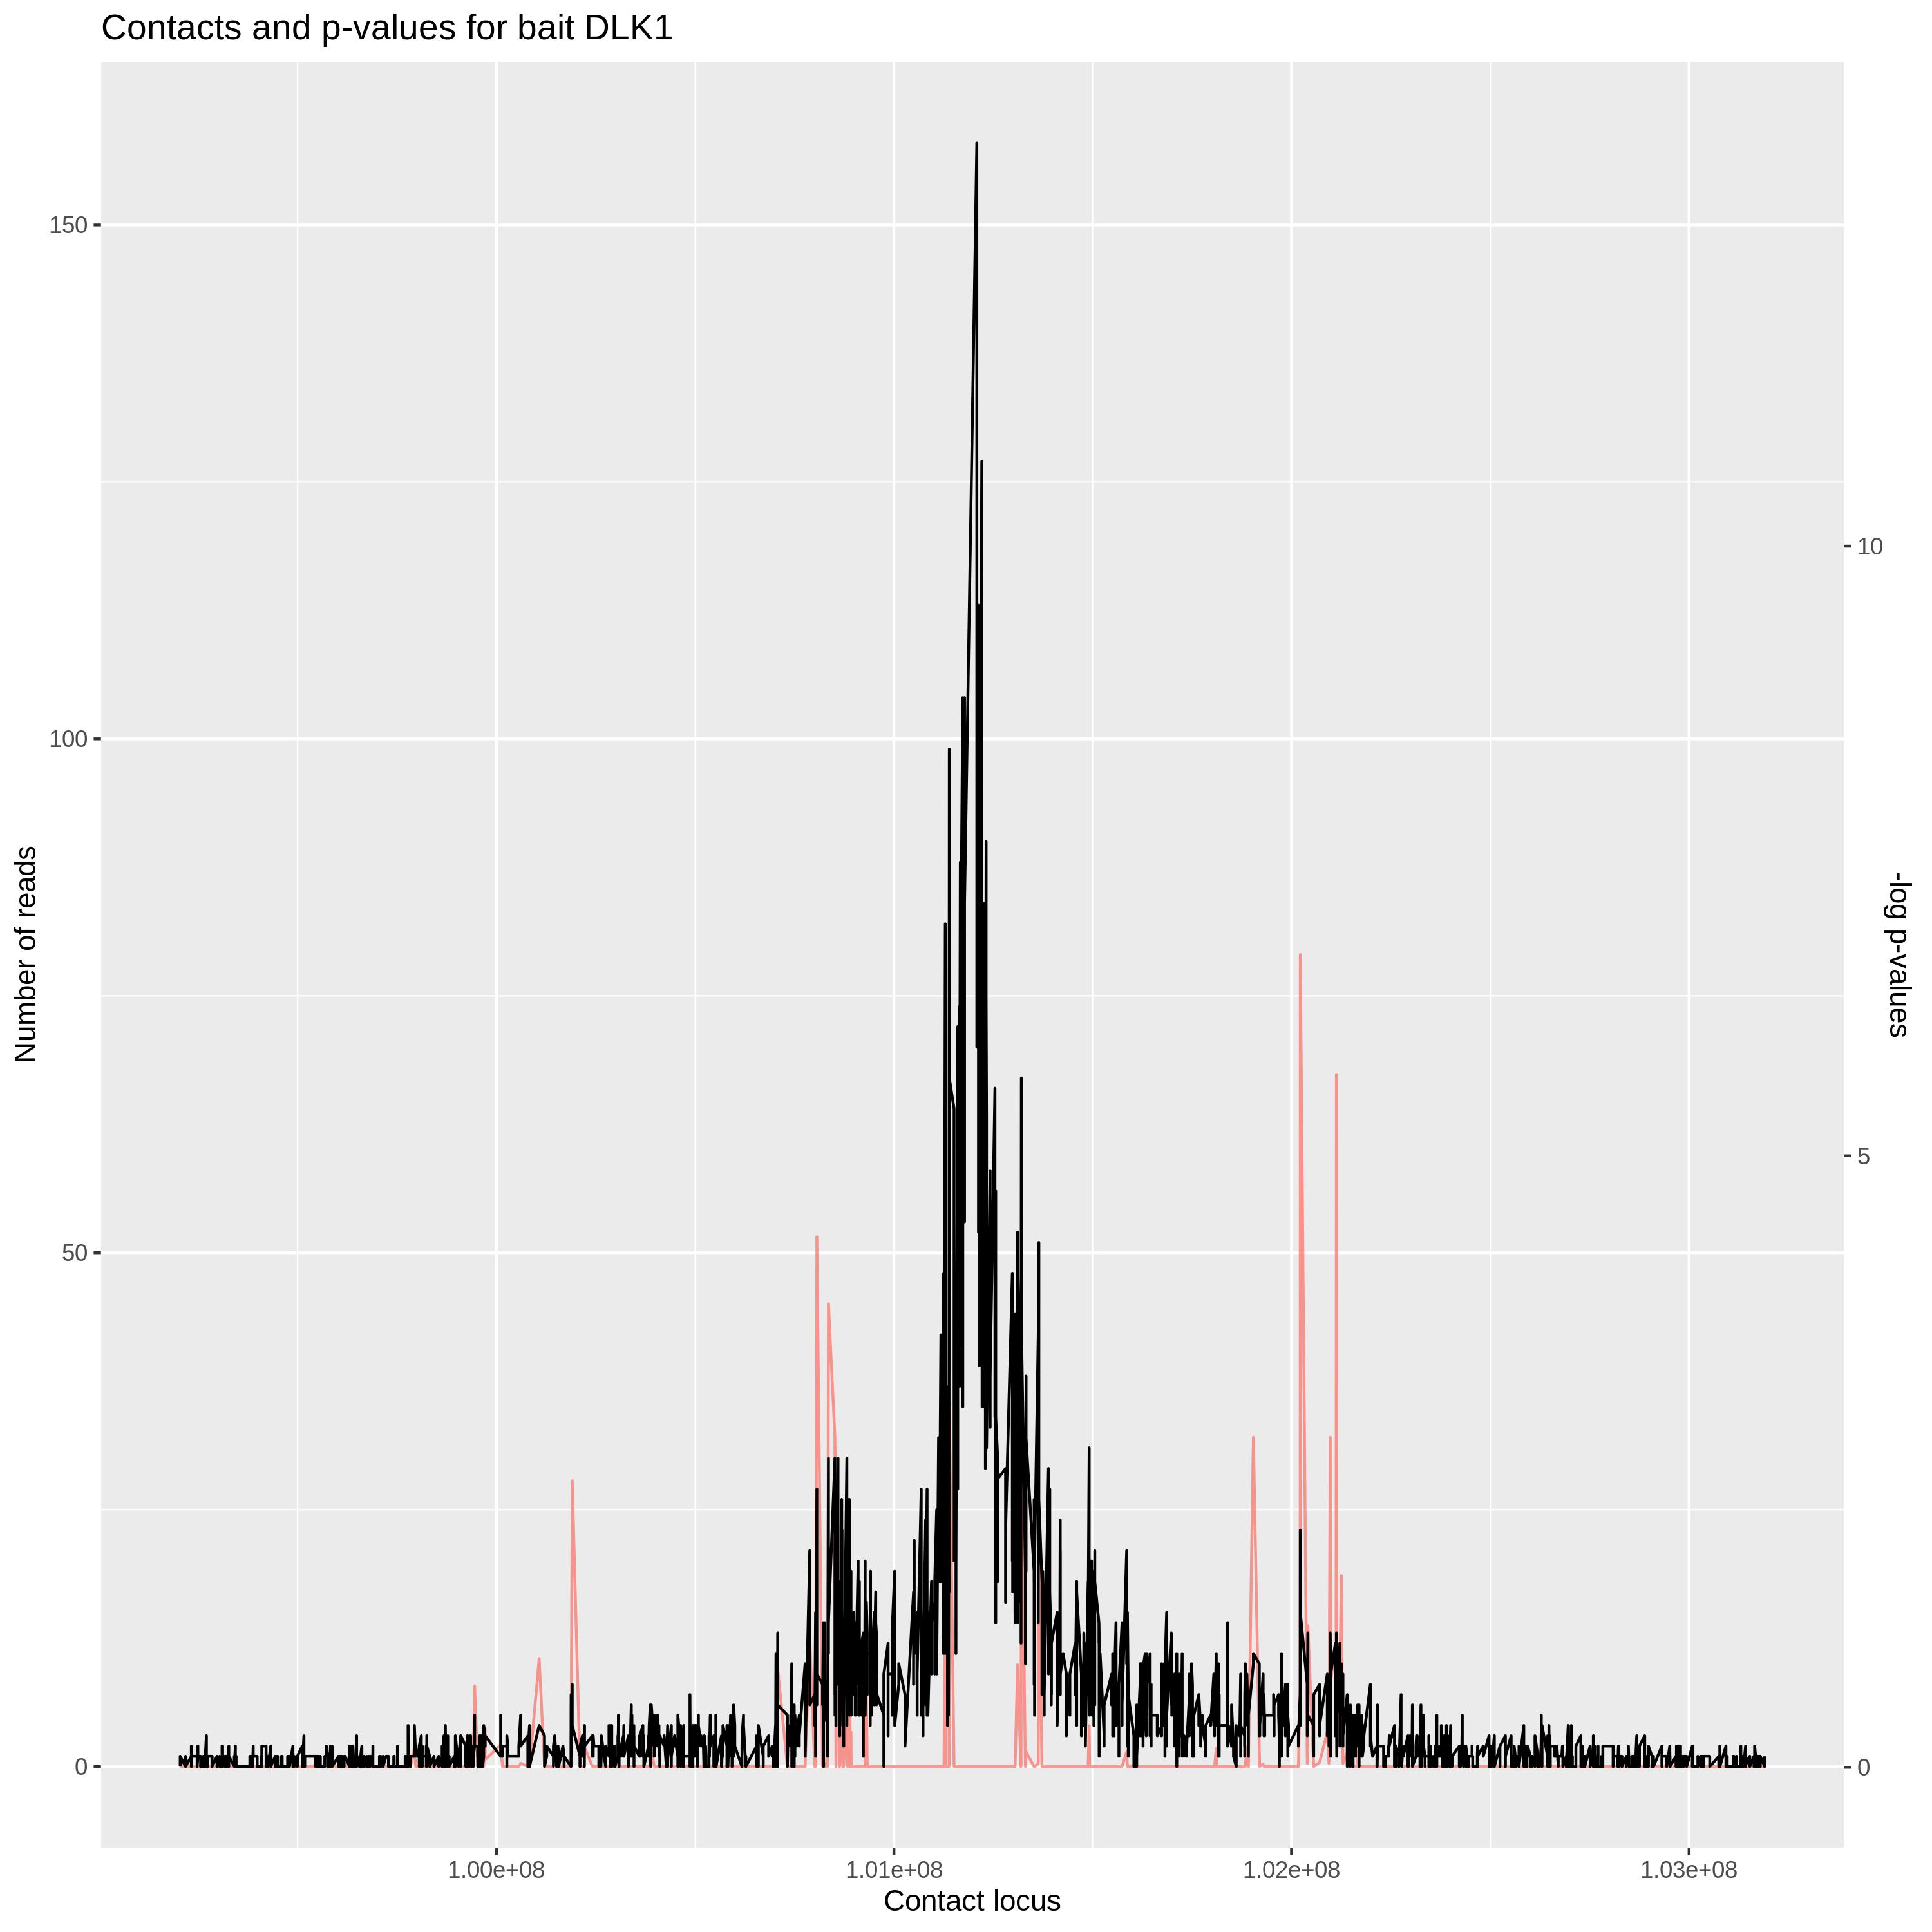 Contacts and p-values for bait DLK1
150
100
50
0
Number of reads
10
5
0
-log p-values
1.00e+08
1.01e+08
1.02e+08
1.03e+08
Contact locus